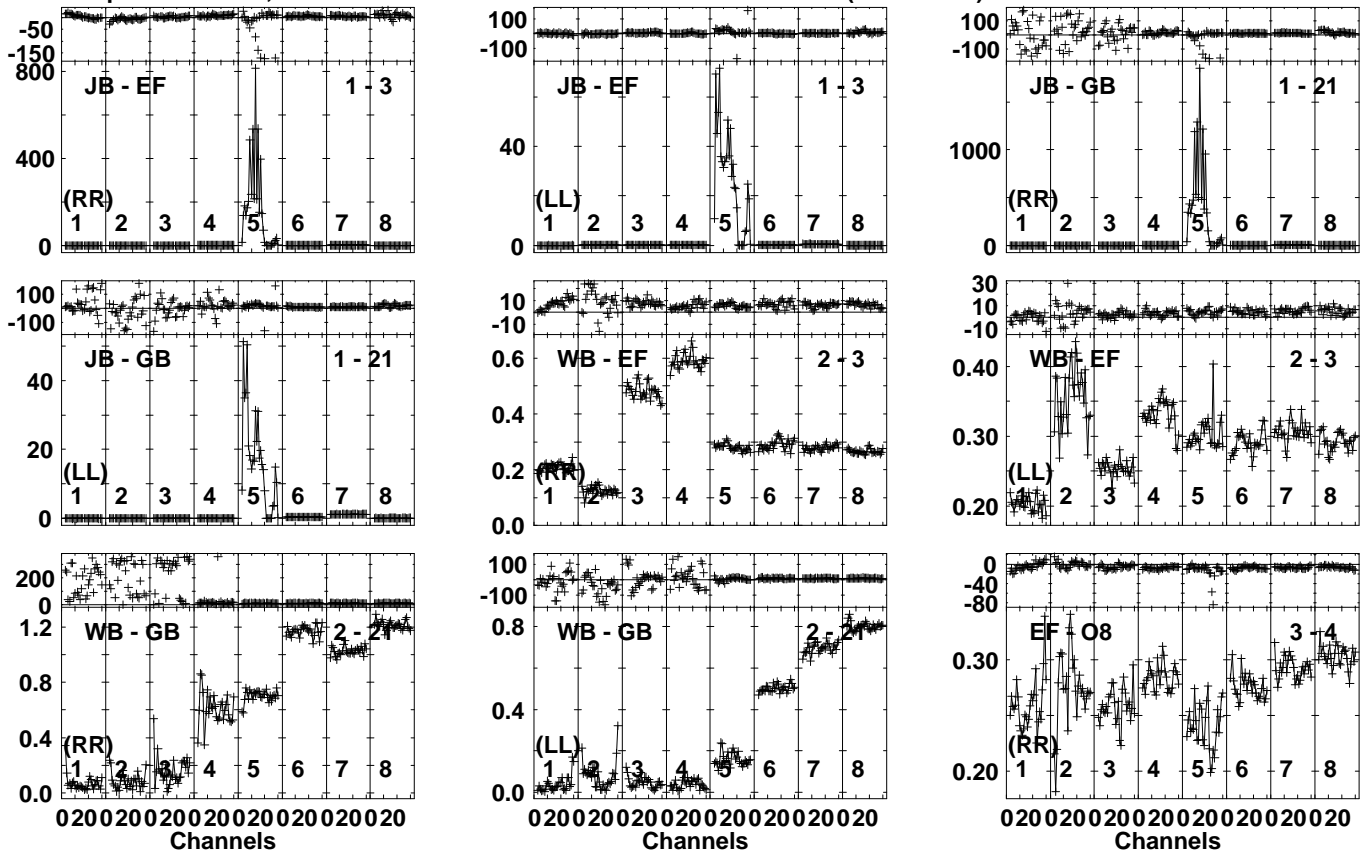 -50
-150
800
400
0
JB - EF 1 - 3
(RR)
1 2 3 4 5 6 7 8
100
-100
40
0
JB - EF 1 - 3
(LL)
1 2 3 4 5 6 7 8
100
-100
1000
0
JB - GB 1 - 21
(RR)
1 2 3 4 5 6 7 8
100
-100
40
20
0
JB - GB 1 - 21
(LL)
1 2 3 4 5 6 7 8
10
-10
0.6
0.4
0.2
0.0
WB - EF 2 - 3
(RR)
1 2 3 4 5 6 7 8
30
10
-10
0.40
0.30
0.20
WB - EF 2 - 3
(LL)
1 2 3 4 5 6 7 8
200
0
1.2
0.8
0.4
0.0
WB - GB 2 - 21
(RR)
1 2 3 4 5 6 7 8
0 20 0 20 0 20 0 20 0 20 0 20 0 20 0 20
Channels
100
-100
0.8
0.4
0.0
WB - GB 2 - 21
(LL)
1 2 3 4 5 6 7 8
0 20 0 20 0 20 0 20 0 20 0 20 0 20 0 20
Channels
0
-40
-80
0.30
0.20
EF - O8 3 - 4
(RR)
1 2 3 4 5 6 7 8
0 20 0 20 0 20 0 20 0 20 0 20 0 20 0 20
Channels